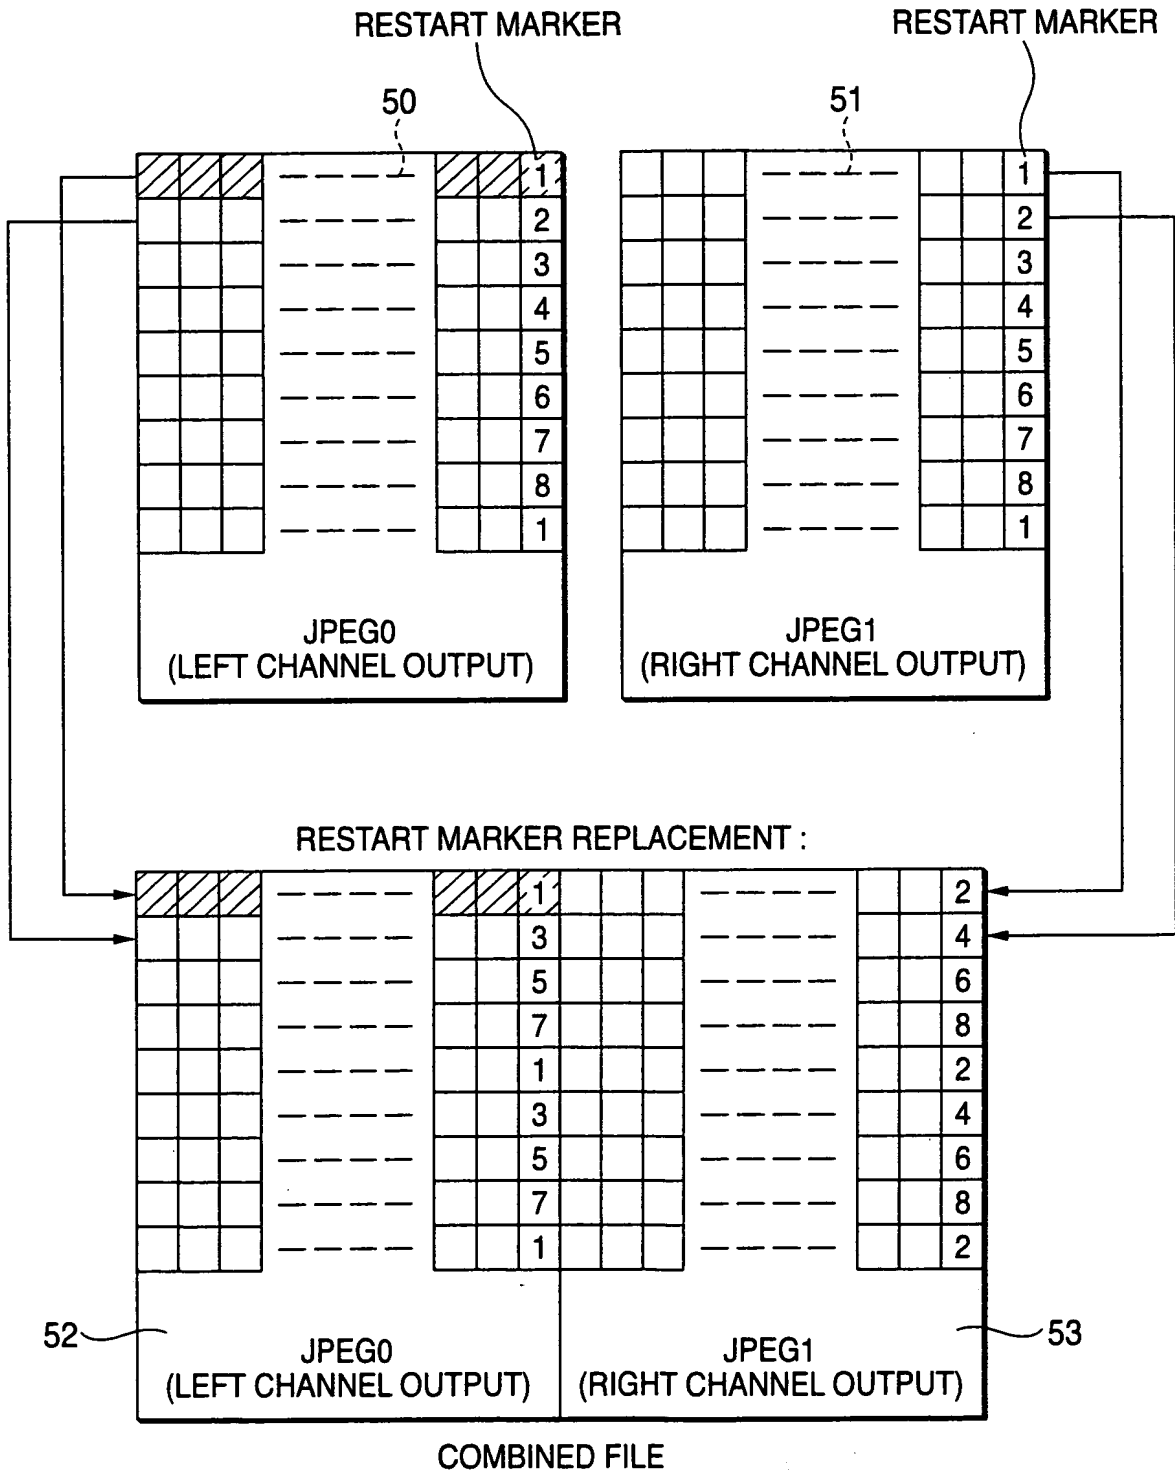 RESTART MARKER RESTART MARKER
50 51
1 1
2 2
3 3
4 4
5 5
6 6
7 7
8 8
1 1
JPEG0 JPEG1
(LEFT CHANNEL OUTPUT) (RIGHT CHANNEL OUTPUT)
RESTART MARKER REPLACEMENT :
1 2
3 4
5 6
7 8
1 2
3 4
5 6
7 8
1 2
52 53
JPEG0 JPEG1
(LEFT CHANNEL OUTPUT) (RIGHT CHANNEL OUTPUT)
COMBINED FILE